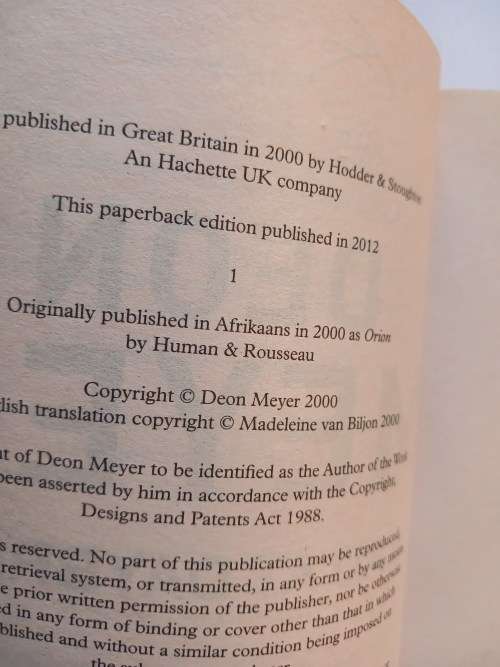 published in Great Britain in 2000 by Hodder & Stoughton
An Hachette UK company
This paperback edition published in 2012
1
Originally published in Afrikaans in 2000 as Orion
by Human & Rousseau
Copyright © Deon Meyer 2000
lish translation copyright © Madeleine van Biljon 2000
t of Deon Meyer to be identified as the Author of the Work
been asserted by him in accordance with the Copyright,
Designs and Patents Act 1988.
s reserved. No part of this publication may be reproduced,
retrieval system, or transmitted, in any form or by any means
e prior written permission of the publisher, nor be otherwise
ed in any form of binding or cover other than that in which
blished and without a similar condition being imposed on